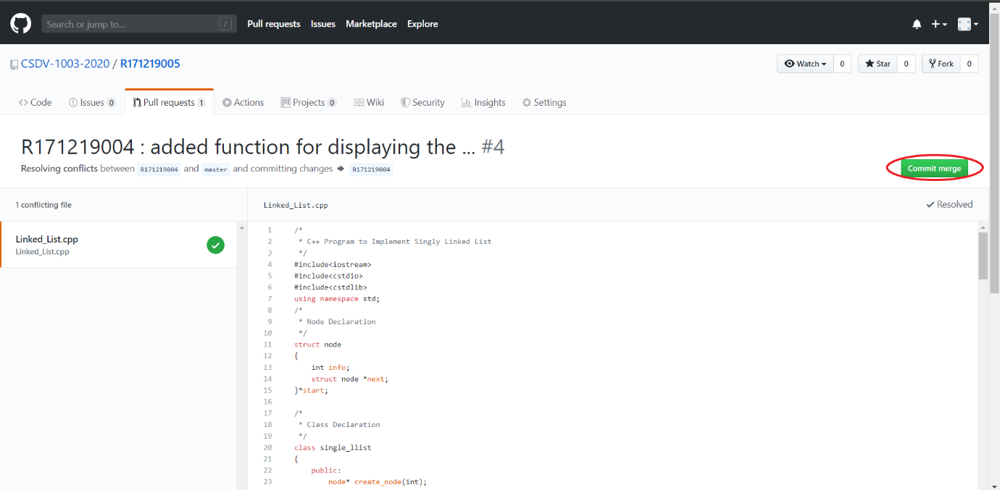 Search or jump to... / Pull requests Issues Marketplace Explore
CSDV-1003-2020 / R171219005 Watch 0 Star 0 Fork 0
Code Issues 0 Pull requests 1 Actions Projects 0 Wiki Security Insights Settings
R171219004 : added function for displaying the ... #4
Resolving conflicts between R171219004 and master and committing changes → R171219004 Commit merge
1 conflicting file Linked_List.cpp Resolved
Linked_List.cpp
Linked_List.cpp
1 /*
2 * C++ Program to Implement Singly Linked List
3 */
4 #include<iostream>
5 #include<cstdio>
6 #include<cstdlib>
7 using namespace std;
8 /*
9 * Node Declaration
10 */
11 struct node
12 {
13 int info;
14 struct node *next;
15 }*start;
16
17 /*
18 * Class Declaration
19 */
20 class single_llist
21 {
22 public:
23 node* create_node(int);